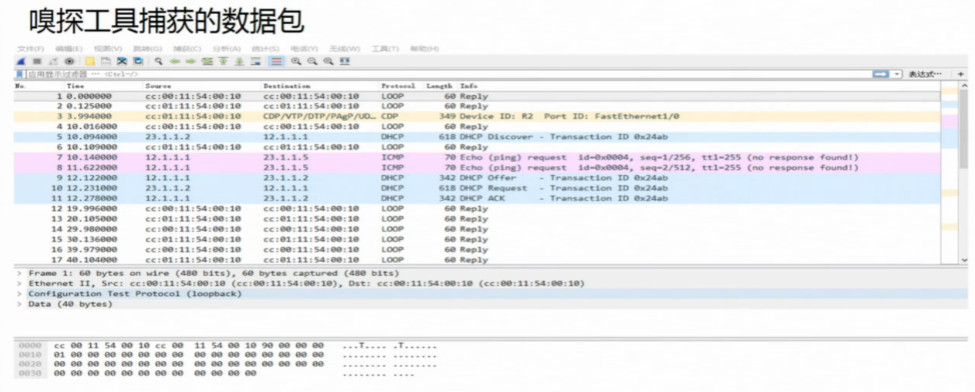 嗅探工具捕获的数据包
文件(F) 编辑(E) 视图(V) 跳转(G) 捕获(C) 分析(A) 统计(S) 电话(Y) 无线(W) 工具(T) 帮助(H)
应用显示过滤器 … <Ctrl-/> 表达式… +
No. Time Source Destination Protocol Length Info
1 0.000000 cc:00:11:54:00:10 cc:00:11:54:00:10 LOOP 60 Reply
2 0.125000 cc:01:11:54:00:10 cc:01:11:54:00:10 LOOP 60 Reply
3 3.994000 cc:01:11:54:00:10 CDP/VTP/DTP/PAgP/UD… CDP 349 Device ID: R2 Port ID: FastEthernet1/0
4 10.016000 cc:00:11:54:00:10 cc:00:11:54:00:10 LOOP 60 Reply
5 10.094000 23.1.1.2 12.1.1.1 DHCP 618 DHCP Discover - Transaction ID 0x24ab
6 10.109000 cc:01:11:54:00:10 cc:01:11:54:00:10 LOOP 60 Reply
7 10.140000 12.1.1.1 23.1.1.5 ICMP 70 Echo (ping) request id=0x0004, seq=1/256, ttl=255 (no response found!)
8 11.622000 12.1.1.1 23.1.1.5 ICMP 70 Echo (ping) request id=0x0004, seq=2/512, ttl=255 (no response found!)
9 12.122000 12.1.1.1 23.1.1.2 DHCP 342 DHCP Offer - Transaction ID 0x24ab
10 12.231000 23.1.1.2 12.1.1.1 DHCP 618 DHCP Request - Transaction ID 0x24ab
11 12.278000 12.1.1.1 23.1.1.2 DHCP 342 DHCP ACK - Transaction ID 0x24ab
12 19.996000 cc:00:11:54:00:10 cc:00:11:54:00:10 LOOP 60 Reply
13 20.105000 cc:01:11:54:00:10 cc:01:11:54:00:10 LOOP 60 Reply
14 29.980000 cc:00:11:54:00:10 cc:00:11:54:00:10 LOOP 60 Reply
15 30.136000 cc:01:11:54:00:10 cc:01:11:54:00:10 LOOP 60 Reply
16 39.979000 cc:00:11:54:00:10 cc:00:11:54:00:10 LOOP 60 Reply
17 40.104000 cc:01:11:54:00:10 cc:01:11:54:00:10 LOOP 60 Reply
> Frame 1: 60 bytes on wire (480 bits), 60 bytes captured (480 bits)
> Ethernet II, Src: cc:00:11:54:00:10 (cc:00:11:54:00:10), Dst: cc:00:11:54:00:10 (cc:00:11:54:00:10)
> Configuration Test Protocol (loopback)
> Data (40 bytes)
0000 cc 00 11 54 00 10 cc 00 11 54 00 10 90 00 00 00 ...T.... .T......
0010 01 00 00 00 00 00 00 00 00 00 00 00 00 00 00 00 ........ ........
0020 00 00 00 00 00 00 00 00 00 00 00 00 00 00 00 00 ........ ........
0030 00 00 00 00 00 00 00 00 00 00 00 00 ........ ....